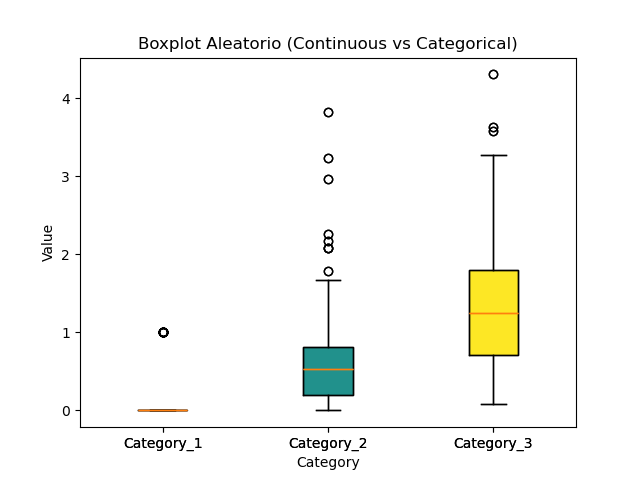 Boxplot Aleatorio (Continuous vs Categorical)
4
3
2
1
0
Value
Category_1 Category_2 Category_3
Category